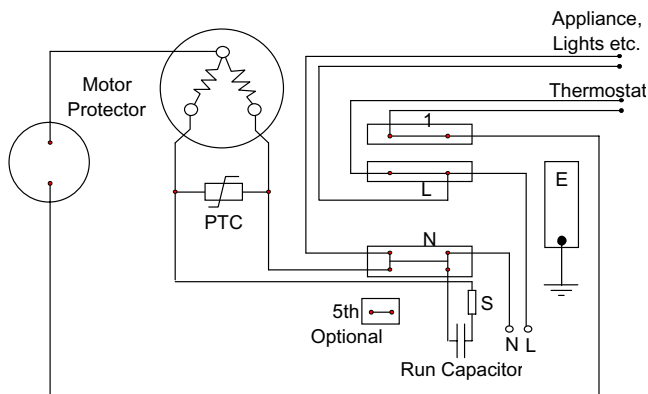 Appliance,
Lights etc.
Motor
Protector
Thermostat
1
L
E
PTC
N
5th
Optional
S
N L
Run Capacitor